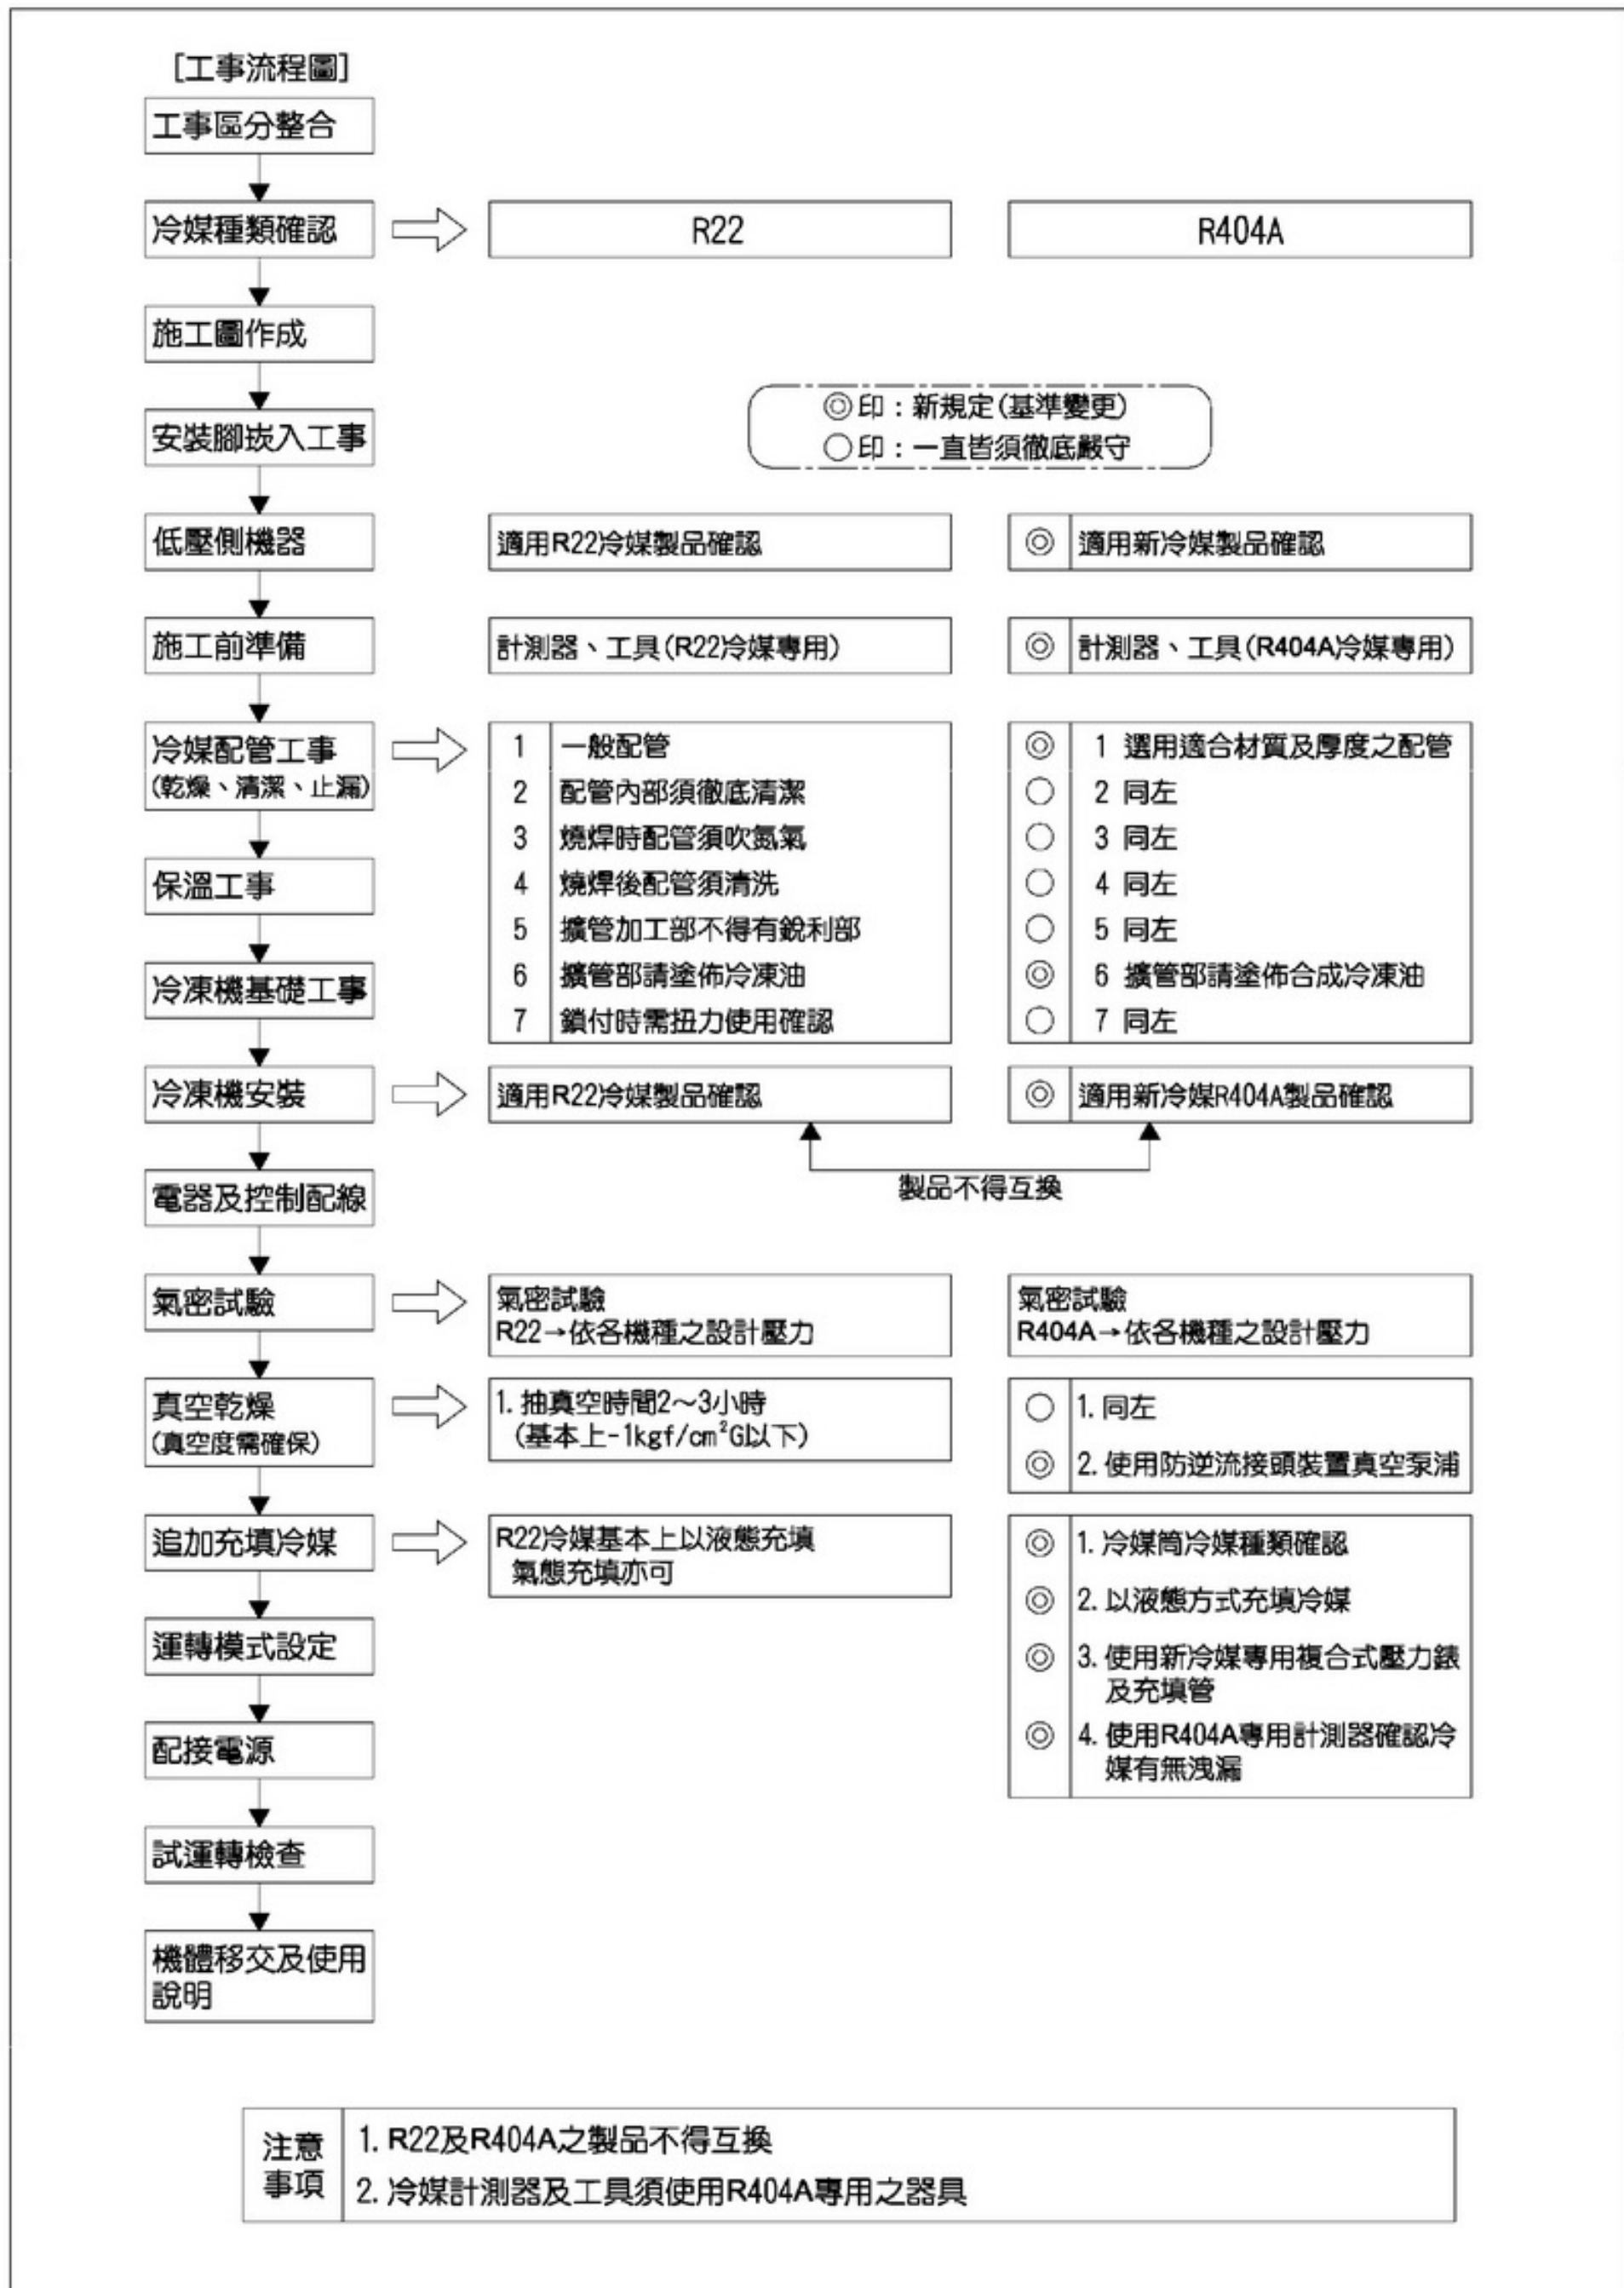 [工事流程圖]
工事區分整合
冷媒種類確認
R22
R404A
施工圖作成
◎印：新規定(基準變更)
○印：一直皆須徹底嚴守
安裝腳崁入工事
低壓側機器
適用R22冷媒製品確認
◎ 適用新冷媒製品確認
施工前準備
計測器、工具(R22冷媒專用)
◎ 計測器、工具(R404A冷媒專用)
冷媒配管工事
(乾燥、清潔、止漏)
1 一般配管
2 配管內部須徹底清潔
3 燒焊時配管須吹氮氣
4 燒焊後配管須清洗
5 擴管加工部不得有銳利部
6 擴管部請塗佈冷凍油
7 鎖付時需扭力使用確認
◎ 1 選用適合材質及厚度之配管
○ 2 同左
○ 3 同左
○ 4 同左
○ 5 同左
◎ 6 擴管部請塗佈合成冷凍油
○ 7 同左
保溫工事
冷凍機基礎工事
冷凍機安裝
適用R22冷媒製品確認
◎ 適用新冷媒R404A製品確認
製品不得互換
電器及控制配線
氣密試驗
氣密試驗
R22→依各機種之設計壓力
氣密試驗
R404A→依各機種之設計壓力
真空乾燥
(真空度需確保)
1. 抽真空時間2～3小時
(基本上-1kgf/cm²G以下)
○ 1. 同左
◎ 2. 使用防逆流接頭裝置真空泵浦
追加充填冷媒
R22冷媒基本上以液態充填
氣態充填亦可
◎ 1. 冷媒筒冷媒種類確認
◎ 2. 以液態方式充填冷媒
◎ 3. 使用新冷媒專用複合式壓力錶
及充填管
◎ 4. 使用R404A專用計測器確認冷
媒有無洩漏
運轉模式設定
配接電源
試運轉檢查
機體移交及使用
說明
注意
事項
1. R22及R404A之製品不得互換
2. 冷媒計測器及工具須使用R404A專用之器具